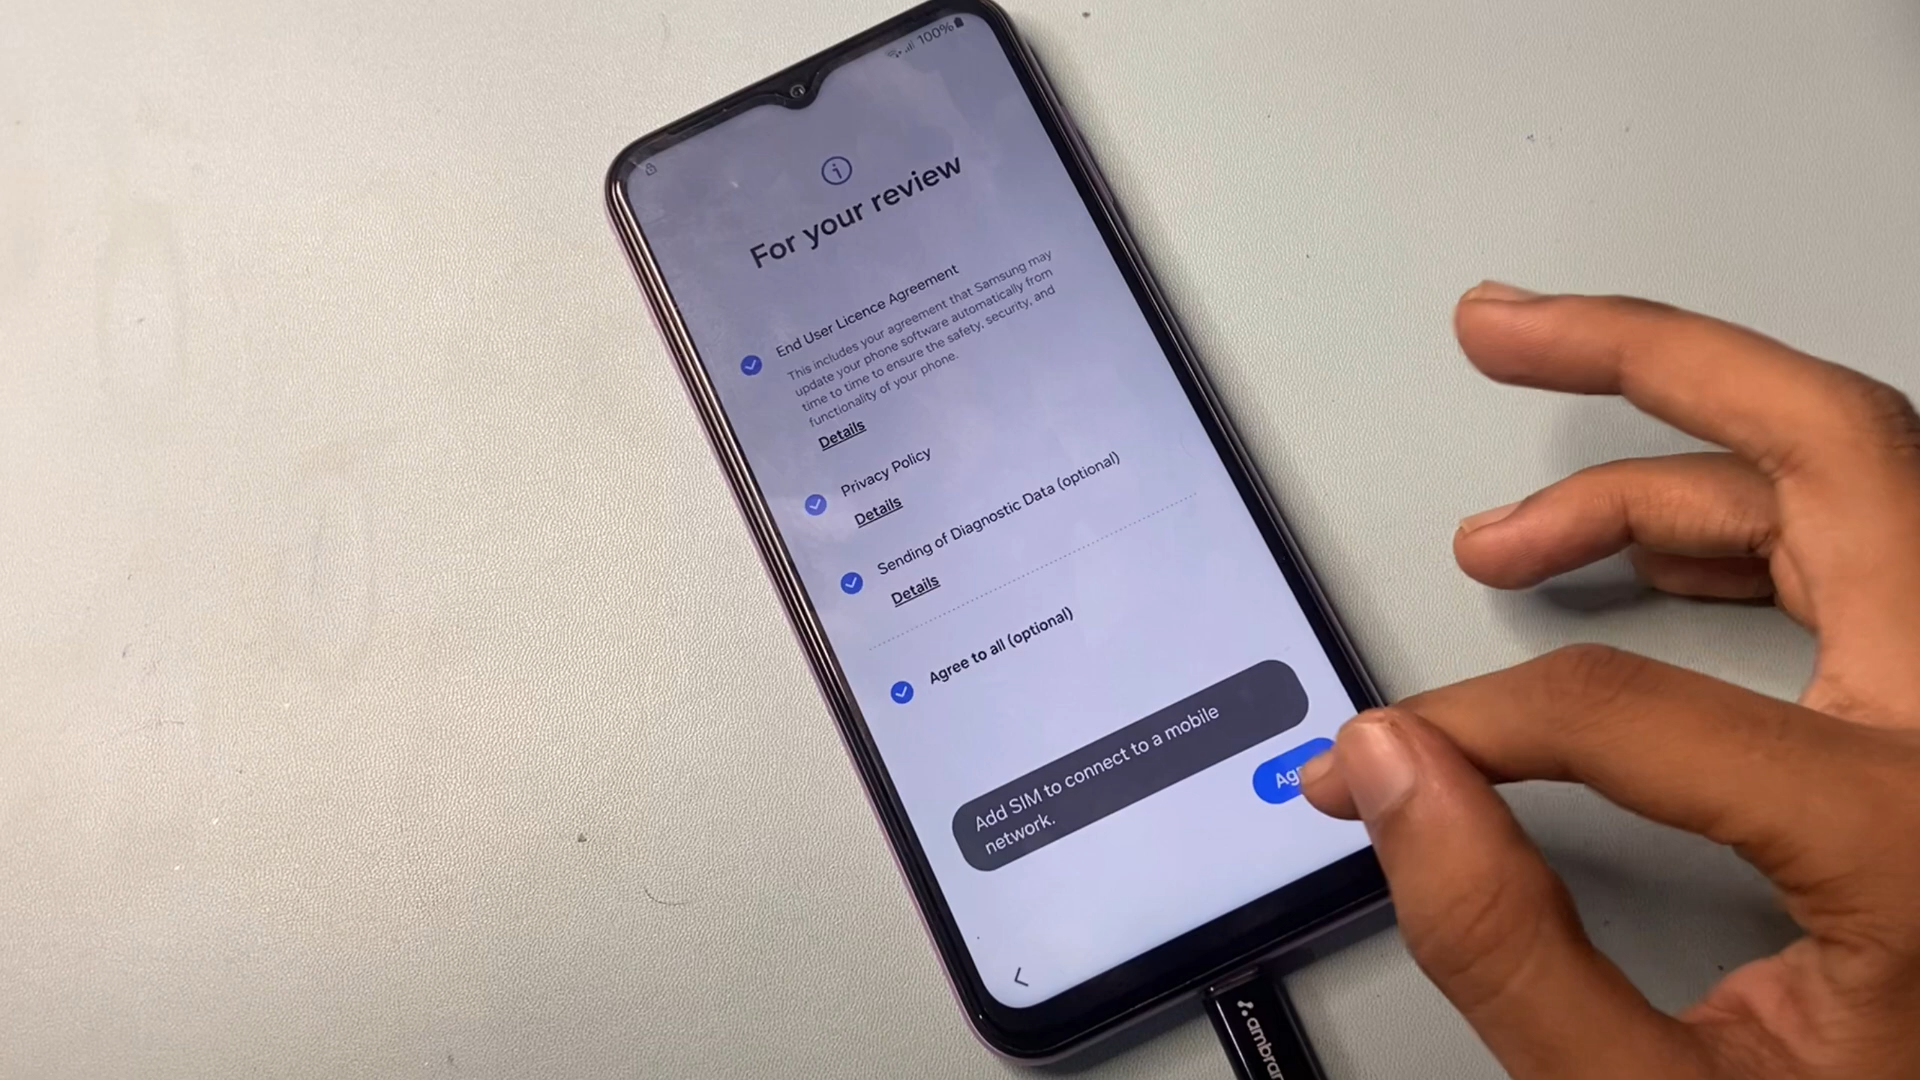 100%
For your review
End User Licence Agreement
This includes your agreement that Samsung may
update your phone software automatically from
time to time to ensure the safety, security, and
functionality of your phone.
Details
Privacy Policy
Details
Sending of Diagnostic Data (optional)
Details
Agree to all (optional)
Add SIM to connect to a mobile
network.
Ag
ambran